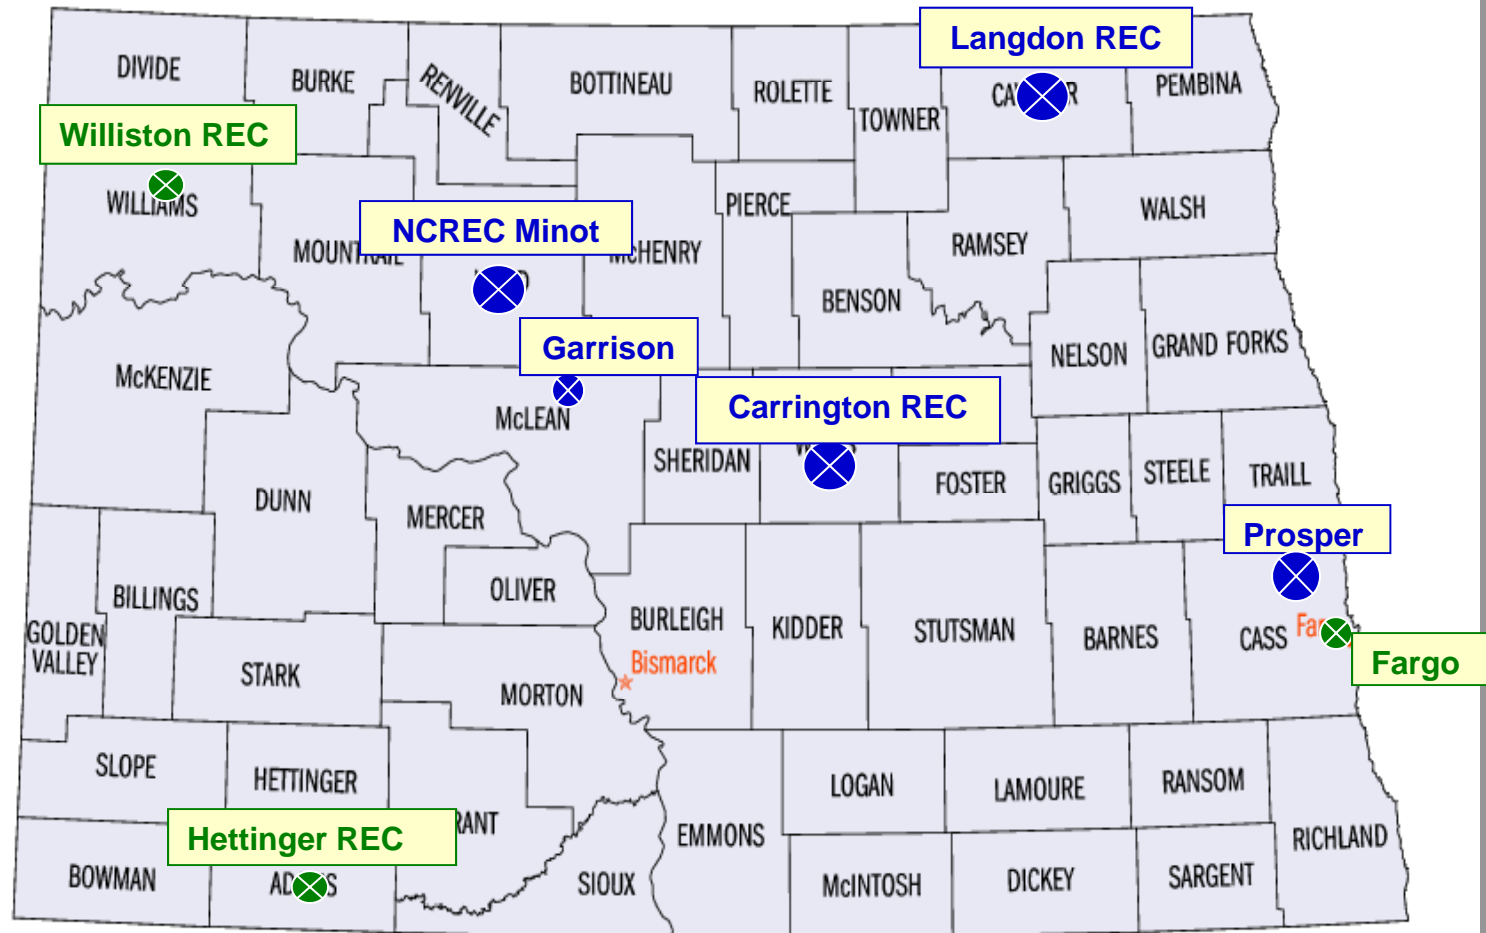 Langdon REC
DIVIDE
BURKE
RENVILLE
BOTTINEAU
ROLETTE
TOWNER
PEMBINA
Williston REC
WILLIAMS
NCREC Minot
PIERCE
WALSH
RAMSEY
BENSON
Garrison
NELSON
GRAND FORKS
McKENZIE
McLEAN
Carrington REC
SHERIDAN
FOSTER
GRIGGS
STEELE
TRAILL
DUNN
MERCER
Prosper
OLIVER
BILLINGS
BURLEIGH
KIDDER
STUTSMAN
BARNES
CASS
GOLDEN
VALLEY
Bismarck
Fargo
STARK
MORTON
SLOPE
HETTINGER
LOGAN
LAMOURE
RANSOM
Hettinger REC
EMMONS
RICHLAND
BOWMAN
SIOUX
McINTOSH
DICKEY
SARGENT